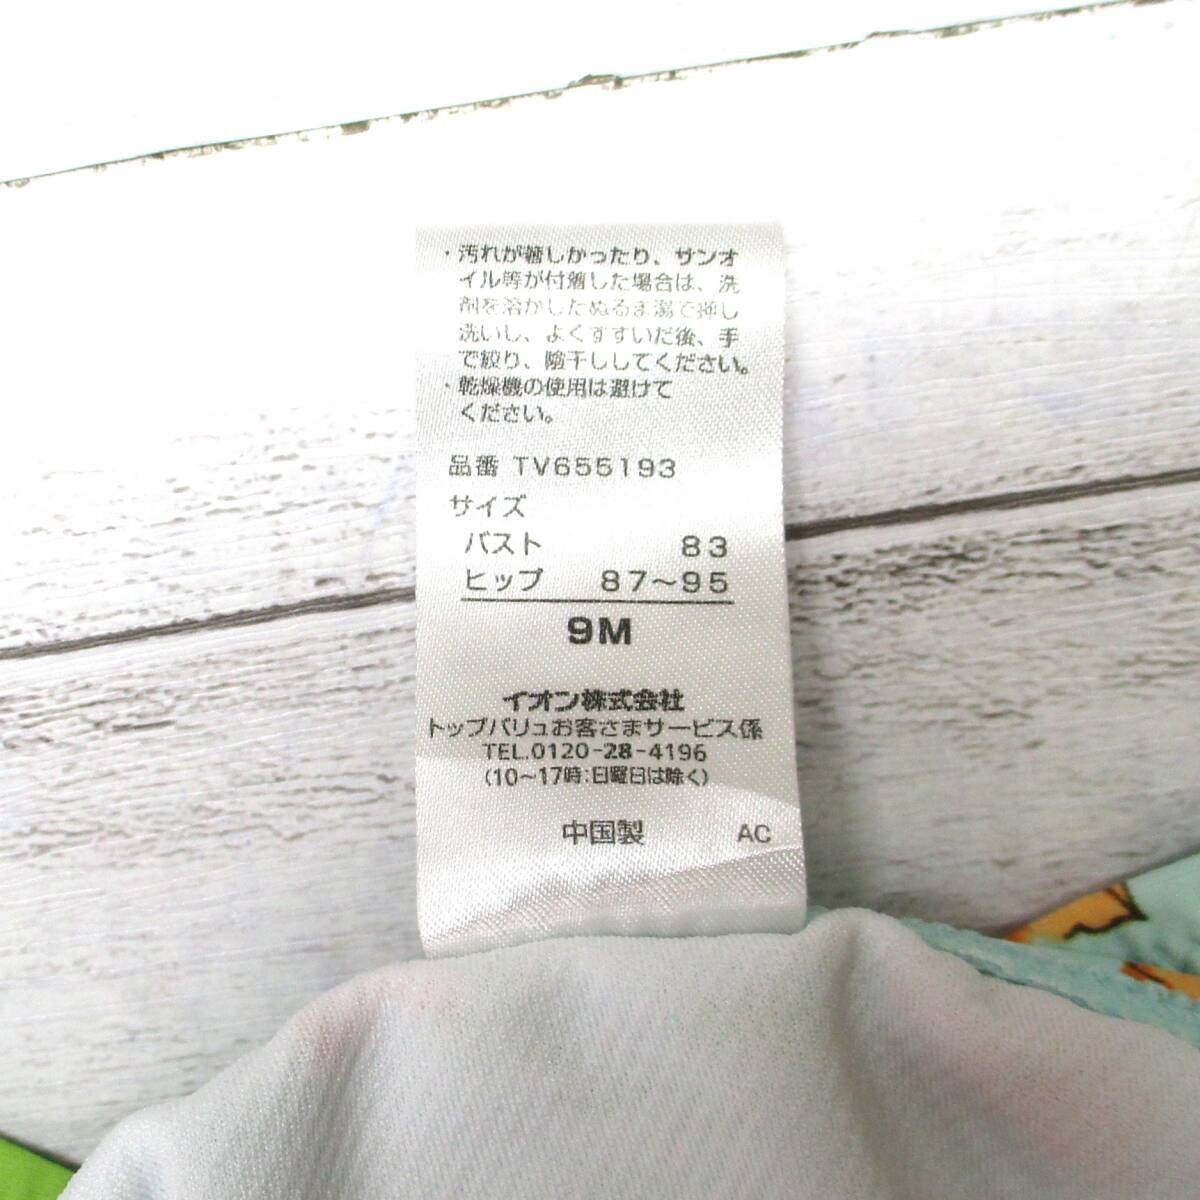 ・汚れが著しかったり、サンオ
イル等が付着した場合は、洗
剤を溶かしたぬるま湯で押し
洗いし、よくすすいだ後、手
で絞り、陰干ししてください。
・乾燥機の使用は避けて
ください。
品番 TV655193
サイズ
バスト 83
ヒップ 87〜95
9M
イオン株式会社
トップバリュお客さまサービス係
TEL.0120-28-4196
(10〜17時:日曜日は除く)
中国製 AC